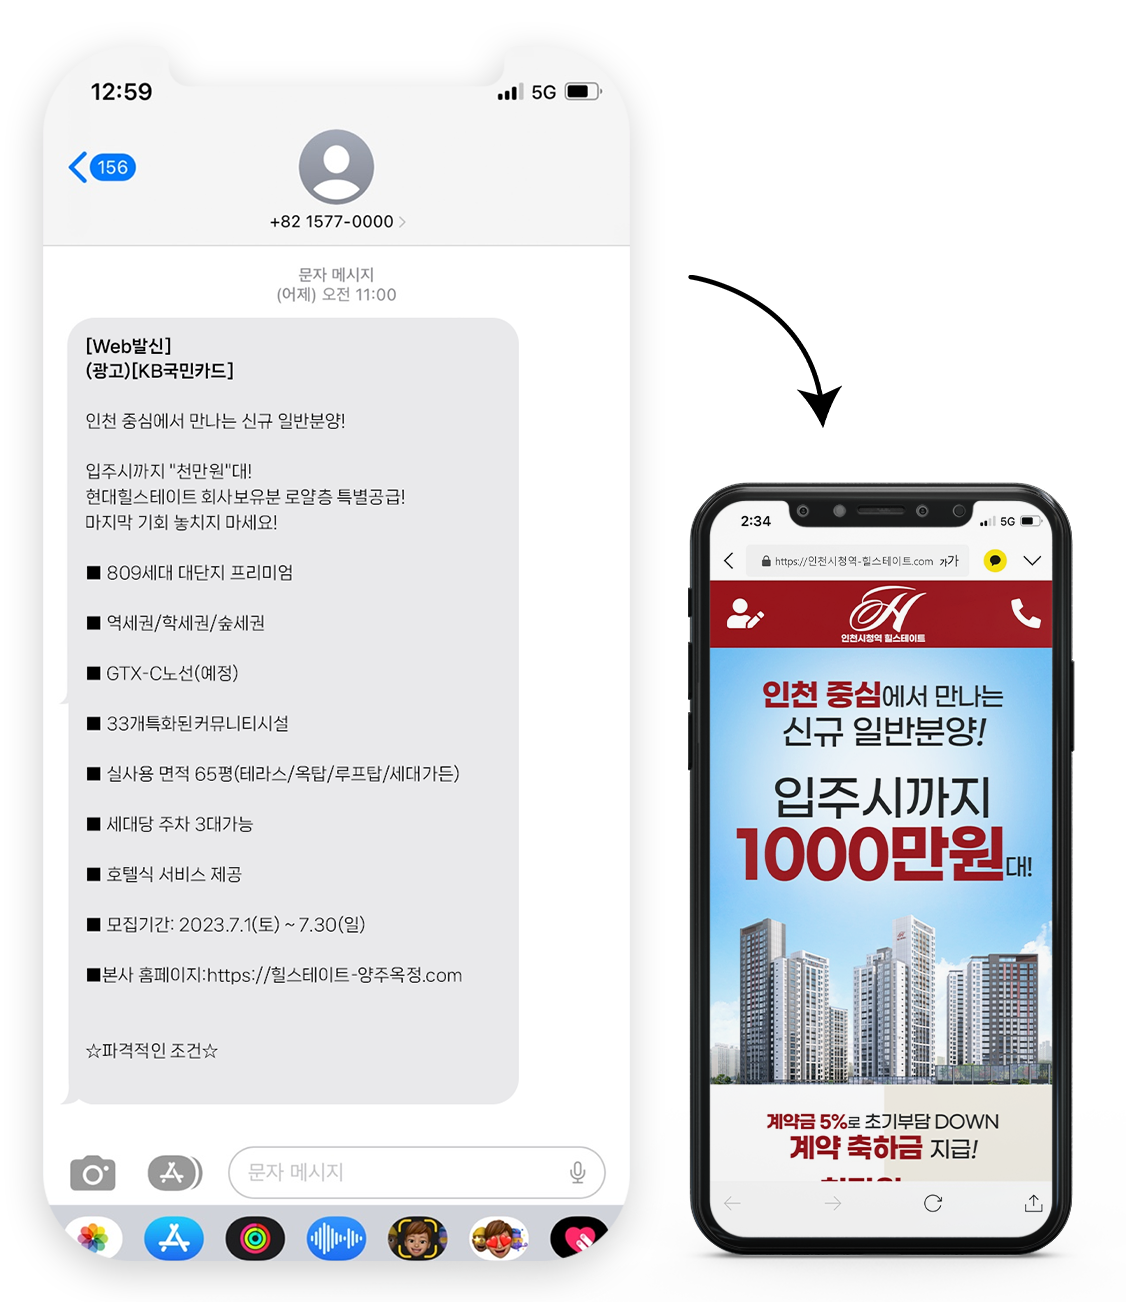 12:59
5G
156
+82 1577-0000
문자 메시지
(어제) 오전 11:00
[Web발신]
(광고)[KB국민카드]
인천 중심에서 만나는 신규 일반분양!
입주시까지 "천만원"대!
현대힐스테이트 회사보유분 로얄층 특별공급!
마지막 기회 놓치지 마세요!
■ 809세대 대단지 프리미엄
■ 역세권/학세권/숲세권
■ GTX-C노선(예정)
■ 33개특화된커뮤니티시설
■ 실사용 면적 65평(테라스/옥탑/루프탑/세대가든)
■ 세대당 주차 3대가능
■ 호텔식 서비스 제공
■ 모집기간: 2023.7.1(토) ~ 7.30(일)
■본사 홈페이지:https://힐스테이트-양주옥정.com
☆파격적인 조건☆
문자 메시지
2:34
5G
https://인천시청역-힐스테이트.com 가가
H
인천시청역 힐스테이트
인천 중심에서 만나는
신규 일반분양!
입주시까지
1000만원대!
계약금 5%로 초기부담 DOWN
계약 축하금 지급!